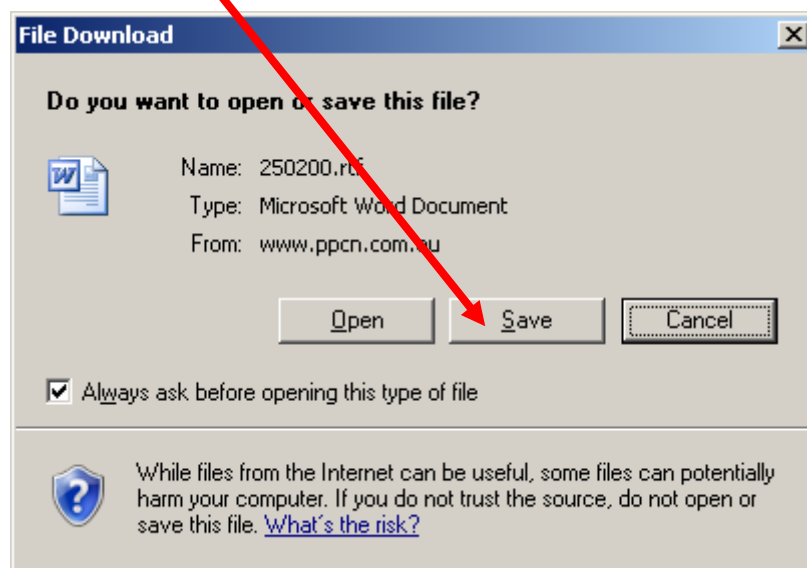 File Download
Do you want to open or save this file?
Name: 250200.rtf
Type: Microsoft Word Document
From: www.ppcn.com.au
Open Save Cancel
Always ask before opening this type of file
While files from the Internet can be useful, some files can potentially
harm your computer. If you do not trust the source, do not open or
save this file. What's the risk?